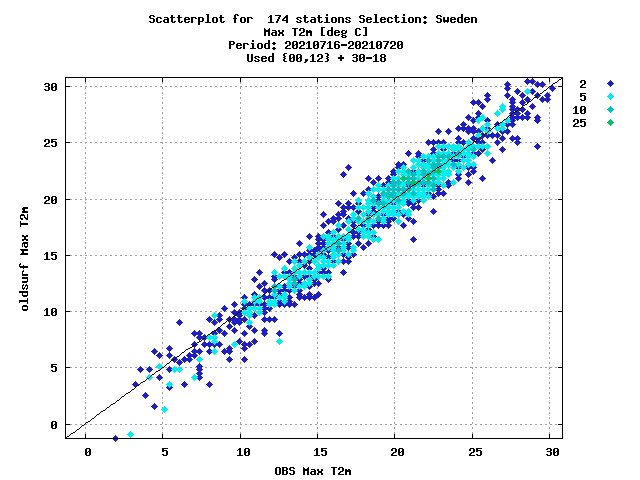 Scatterplot for  174 stations Selection: Sweden
Max T2m [deg C]
Period: 20210716-20210720
Used {00,12} + 30-18
2
5
10
25
30
25
20
15
10
5
0
oldsurf Max T2m
0 5 10 15 20 25 30
OBS Max T2m